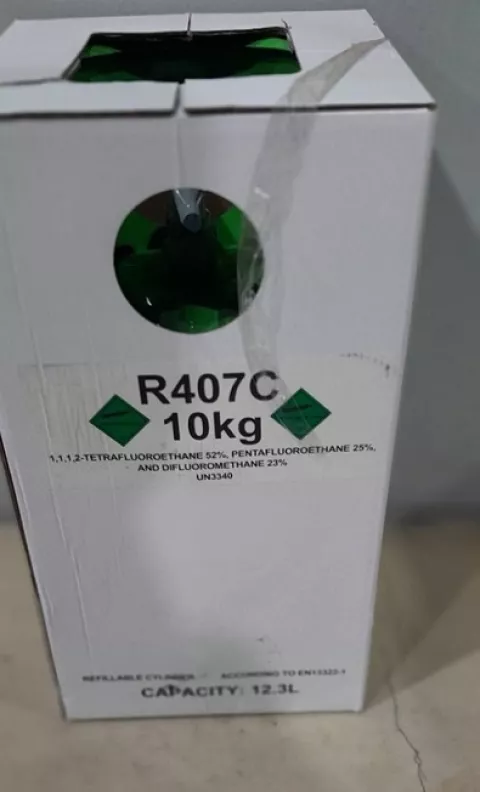 R407C
10kg
1,1,1,2-TETRAFLUOROETHANE 52%, PENTAFLUOROETHANE 25%,
AND DIFLUOROMETHANE 23%
UN3340
REFILLABLE CYLINDER ACCORDING TO EN13322-1
CAPACITY: 12.3L